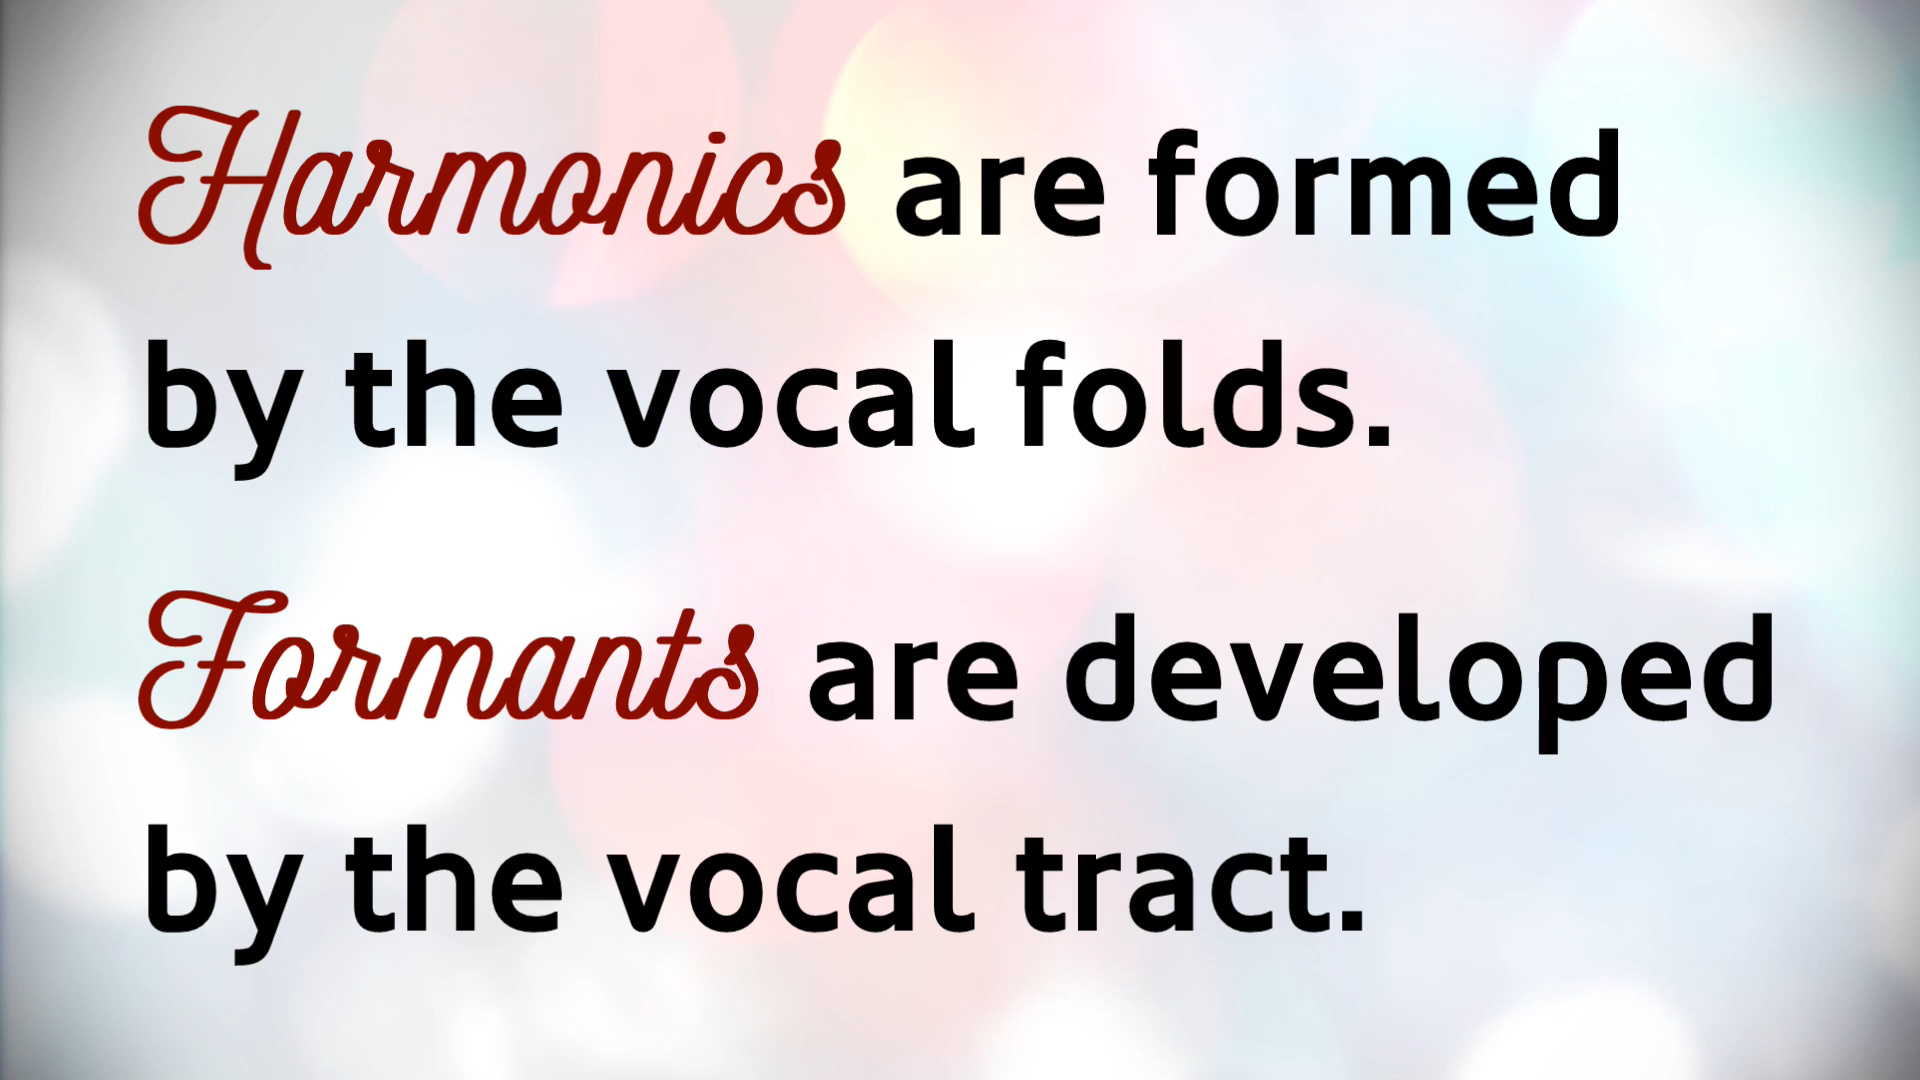 Harmonics are formed
by the vocal folds.
Formants are developed
by the vocal tract.